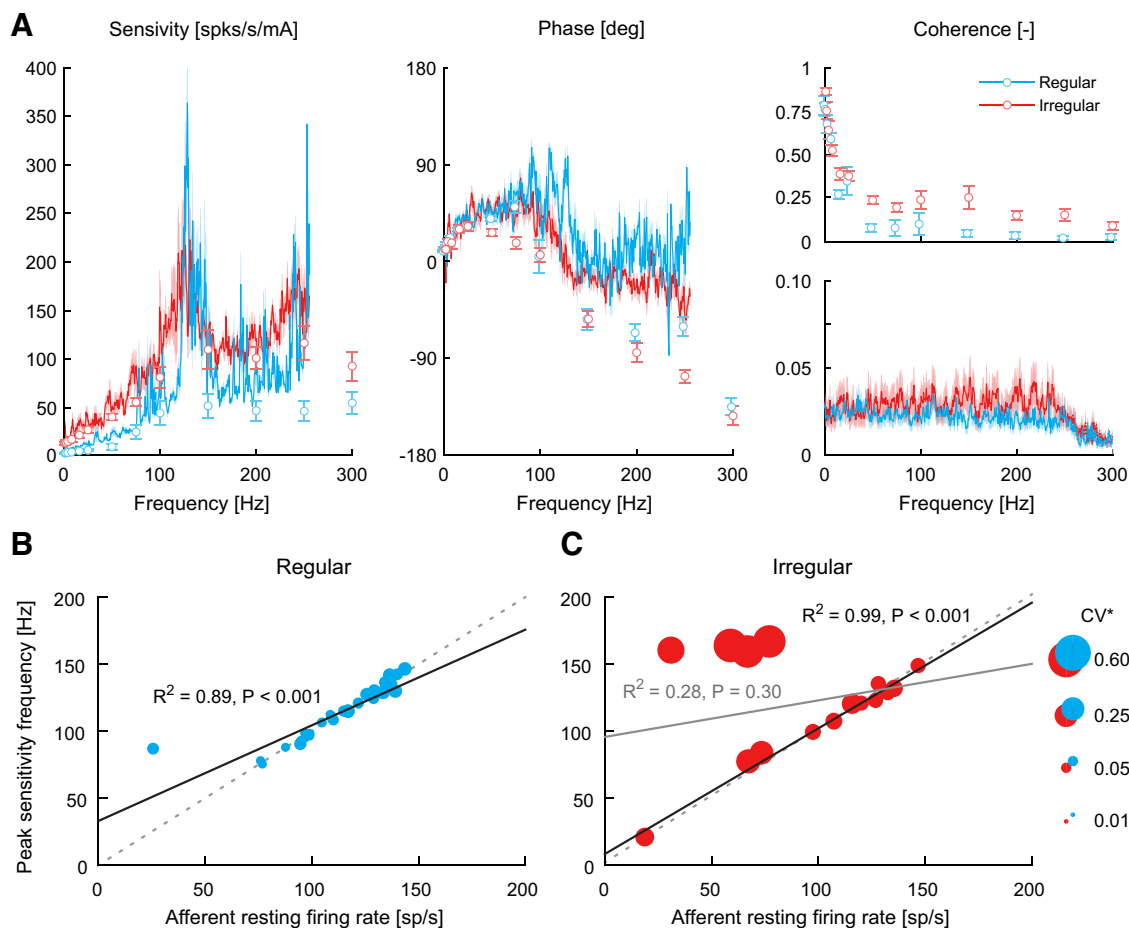 A
Sensitivity [spks/s/mA]
400
350
300
250
200
150
100
50
0
0
100
200
300
Frequency [Hz]
Phase [deg]
180
90
0
-90
-180
0
100
200
300
Frequency [Hz]
Coherence [-]
1
0.75
0.50
0.25
0
Regular
Irregular
0.10
0.05
0
0
100
200
300
Frequency [Hz]
B
Regular
Peak sensitivity frequency [Hz]
200
150
100
50
0
R² = 0.89, P < 0.001
0
50
100
150
200
Afferent resting firing rate [sp/s]
C
Irregular
200
150
100
50
0
R² = 0.99, P < 0.001
R² = 0.28, P = 0.30
0
50
100
150
200
Afferent resting firing rate [sp/s]
CV*
0.60
0.25
0.05
0.01